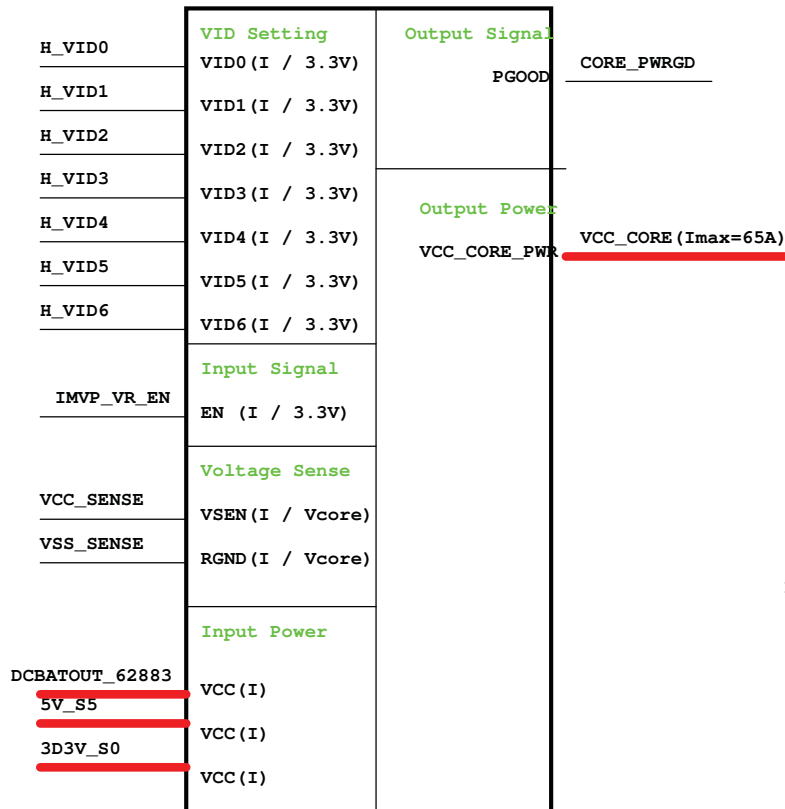 VID Setting
Output Signal
H_VID0
VID0(I / 3.3V)
PGOOD
CORE_PWRGD
H_VID1
VID1(I / 3.3V)
H_VID2
VID2(I / 3.3V)
H_VID3
VID3(I / 3.3V)
Output Power
H_VID4
VID4(I / 3.3V)
VCC_CORE_PWR
VCC_CORE(Imax=65A)
H_VID5
VID5(I / 3.3V)
H_VID6
VID6(I / 3.3V)
Input Signal
IMVP_VR_EN
EN (I / 3.3V)
Voltage Sense
VCC_SENSE
VSEN(I / Vcore)
VSS_SENSE
RGND(I / Vcore)
Input Power
DCBATOUT_62883
VCC(I)
5V_S5
VCC(I)
3D3V_S0
VCC(I)